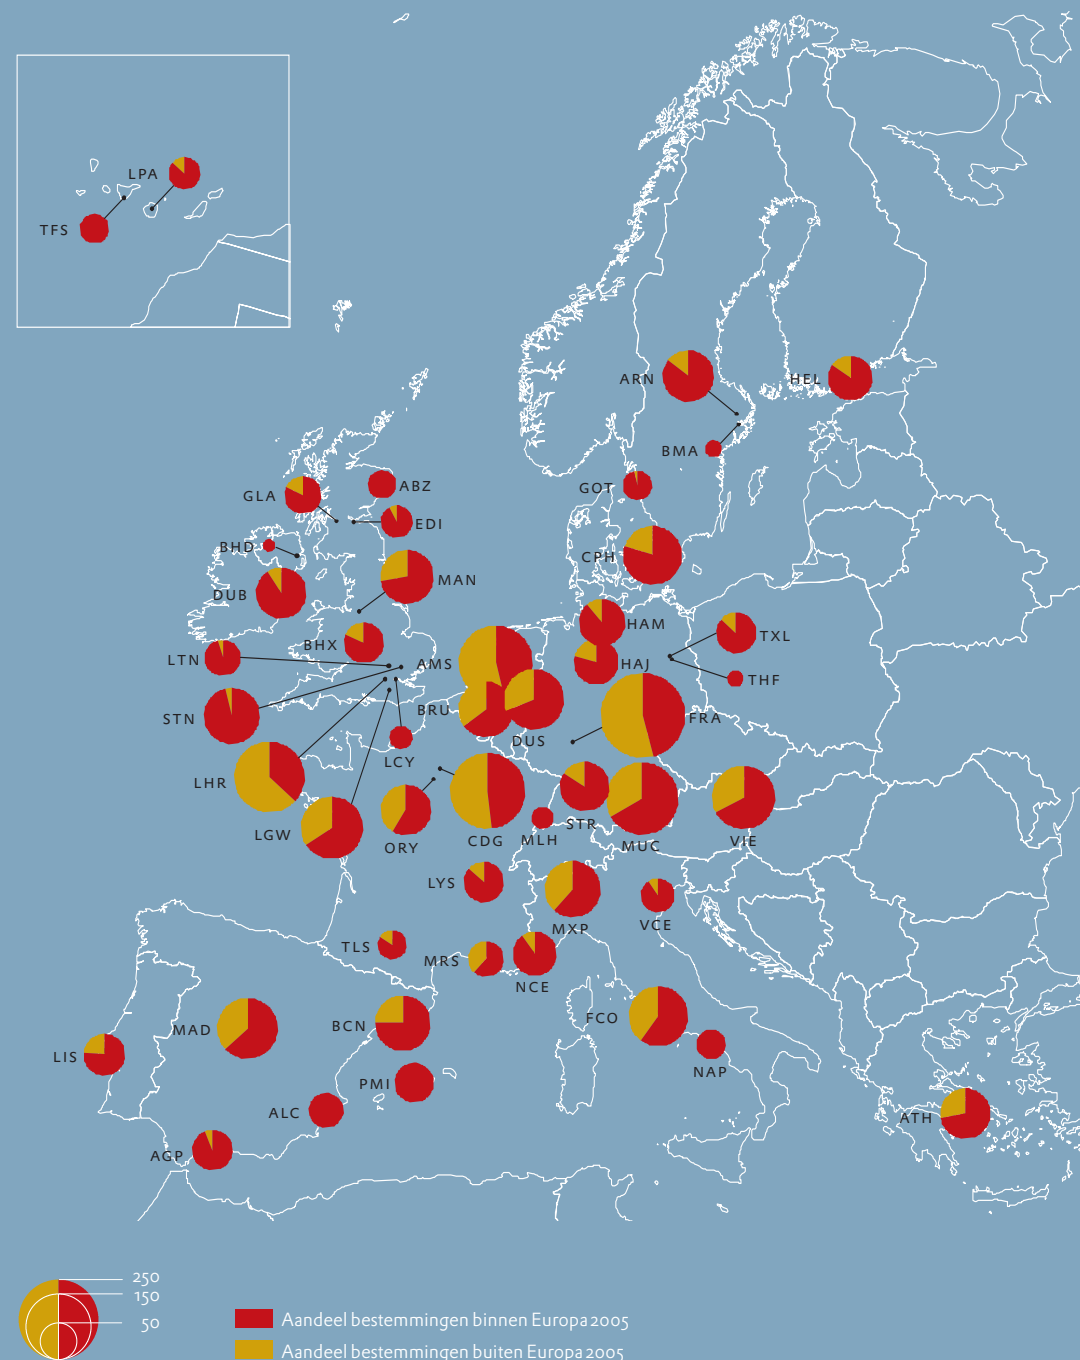 LPA
TFS
ARN
HEL
BMA
GLA
ABZ
GOT
EDI
BHD
CPH
MAN
DUB
HAM
TXL
BHX
LTN
AMS
HAJ
THF
STN
BRU
FRA
DUS
LCY
LHR
STR
LGW
ORY
CDG
MLH
MUC
VIE
LYS
VCE
MXP
TLS
MRS
NCE
FCO
MAD
BCN
LIS
NAP
PMI
ALC
ATH
AGP
250
150
50
Aandeel bestemmingen binnen Europa 2005
Aandeel bestemmingen buiten Europa 2005